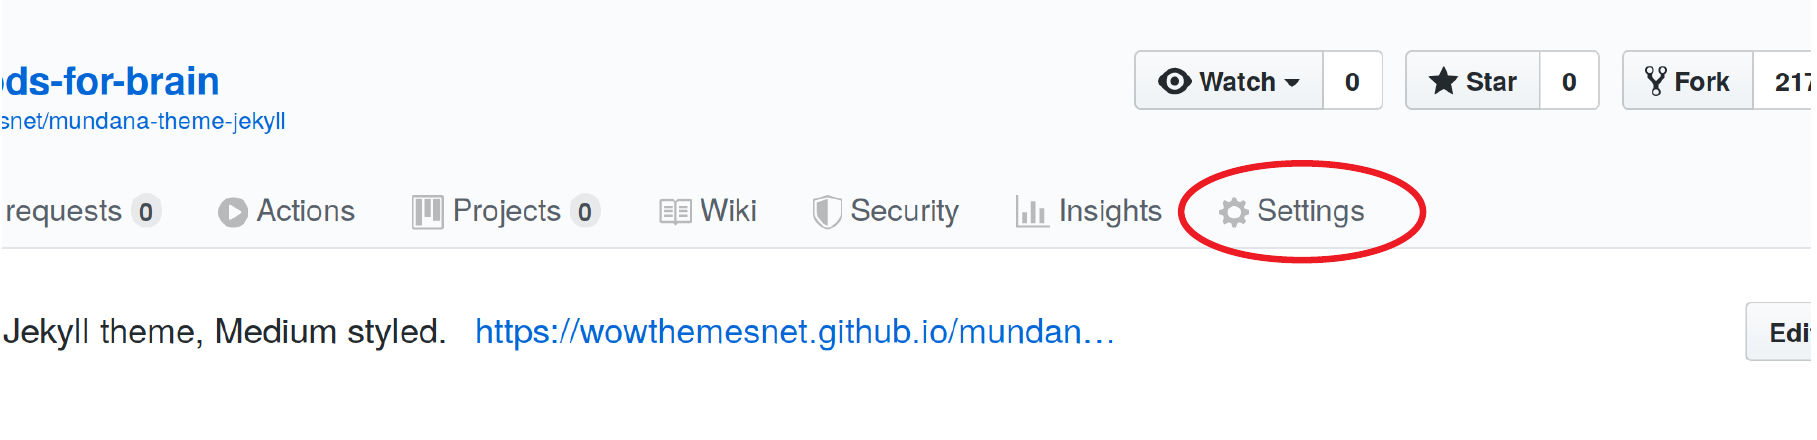 ds-for-brain
Watch 0 Star 0 Fork 217
snet/mundana-theme-jekyll
requests 0 Actions Projects 0 Wiki Security Insights Settings
Jekyll theme, Medium styled. https://wowthemesnet.github.io/mundan…
Edi